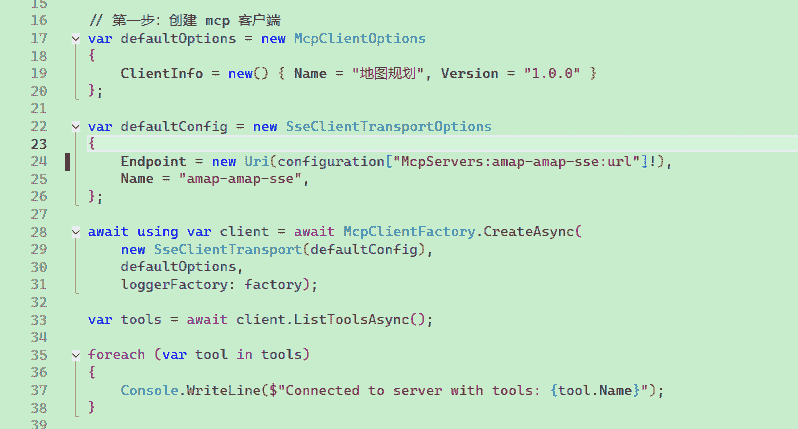 15
16 // 第一步：创建 mcp 客户端
17 var defaultOptions = new McpClientOptions
18 {
19 ClientInfo = new() { Name = "地图规划", Version = "1.0.0" }
20 };
21
22 var defaultConfig = new SseClientTransportOptions
23 {
24 Endpoint = new Uri(configuration["McpServers:amap-amap-sse:url"]!),
25 Name = "amap-amap-sse",
26 };
27
28 await using var client = await McpClientFactory.CreateAsync(
29 new SseClientTransport(defaultConfig),
30 defaultOptions,
31 loggerFactory: factory);
32
33 var tools = await client.ListToolsAsync();
34
35 foreach (var tool in tools)
36 {
37 Console.WriteLine($"Connected to server with tools: {tool.Name}");
38 }
39